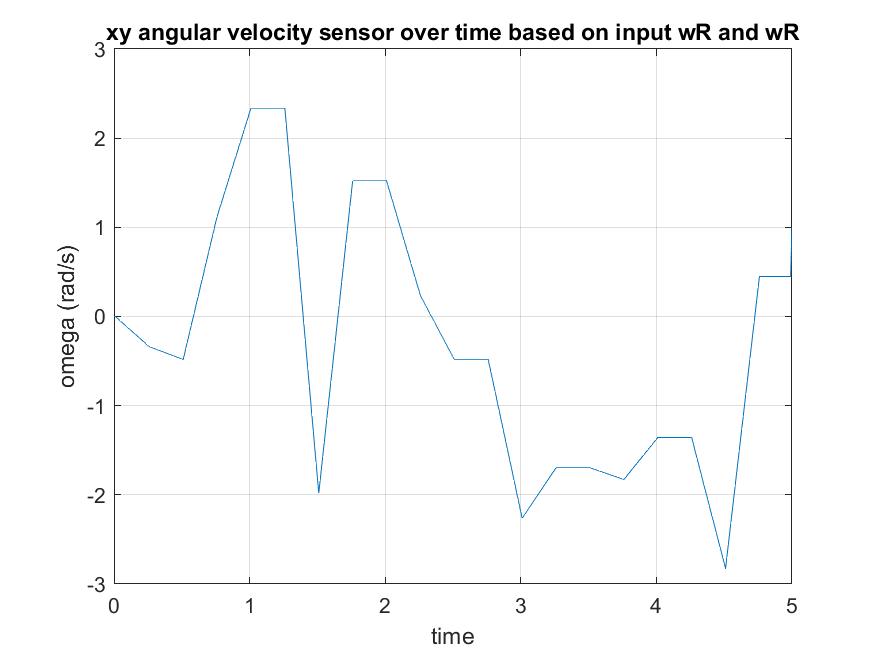 xy angular velocity sensor over time based on input wR and wR
3
2
1
0
-1
-2
-3
omega (rad/s)
0 1 2 3 4 5
time